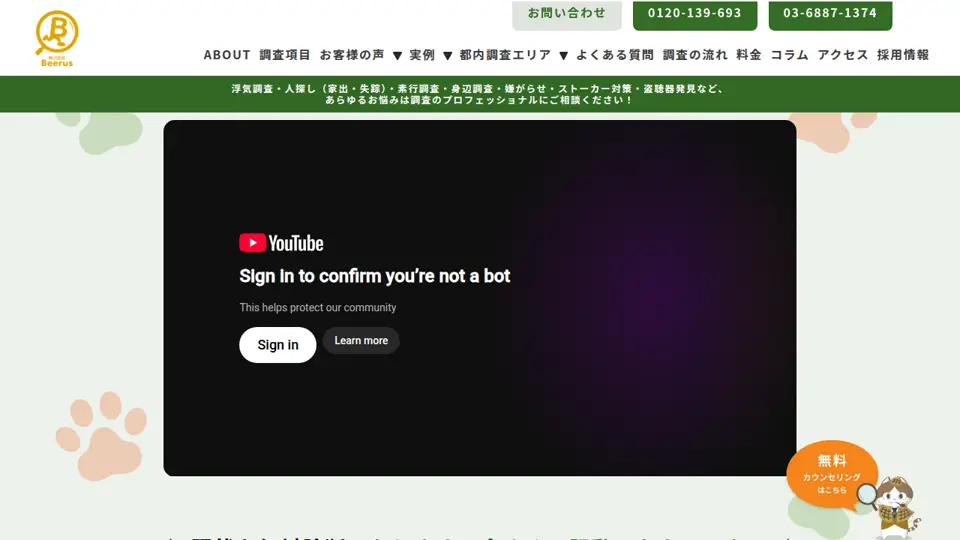 お問い合わせ
0120-139-693
03-6887-1374
B
Beerus
ABOUT 調査項目 お客様の声 ▼ 実例 ▼ 都内調査エリア ▼ よくある質問 調査の流れ 料金 コラム アクセス 採用情報
浮気調査・人探し（家出・失踪）・素行調査・身辺調査・嫌がらせ・ストーカー対策・盗聴器発見など、
あらゆるお悩みは調査のプロフェッショナルにご相談ください！
YouTube
Sign in to confirm you're not a bot
This helps protect our community
Sign in
Learn more
無料
カウンセリング
はこちら